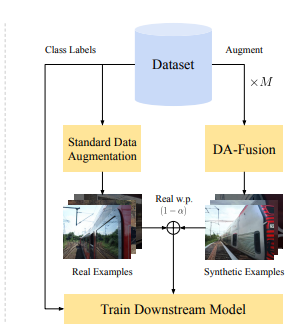 Class Labels
Dataset
Augment
×M
Standard Data
Augmentation
DA-Fusion
Real w.p.
(1 − α)
Real Examples
Synthetic Examples
Train Downstream Model